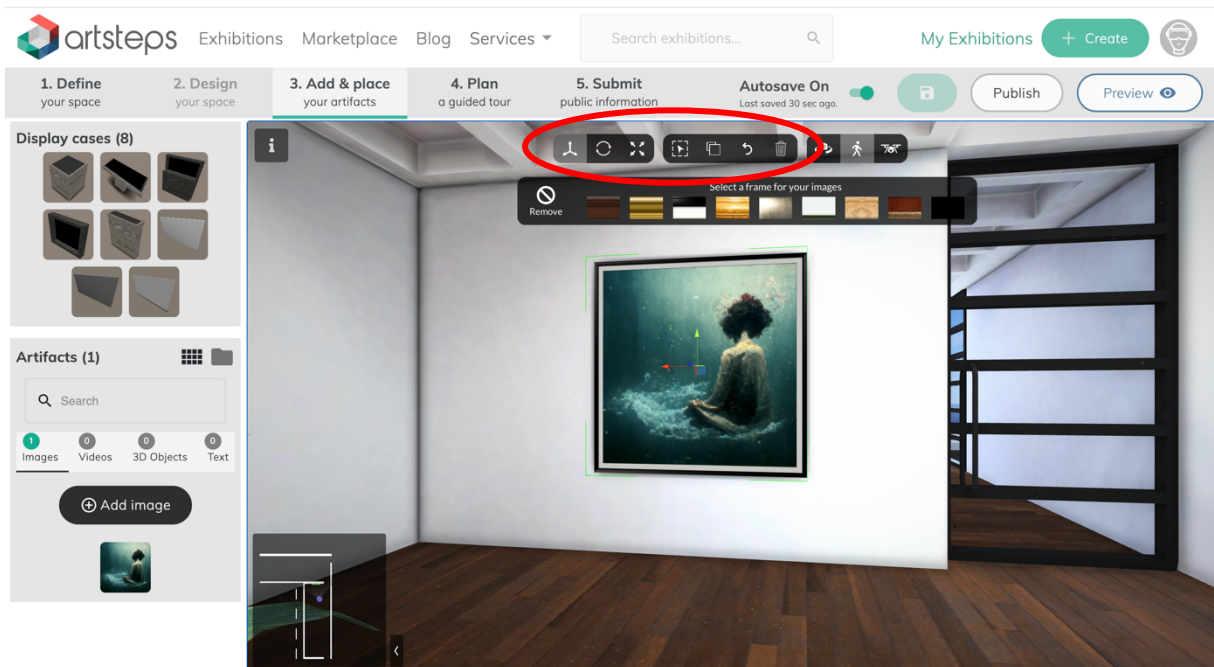 artsteps Exhibitions Marketplace Blog Services Search exhibitions... My Exhibitions + Create
1. Define 2. Design 3. Add & place 4. Plan 5. Submit Autosave On
your space your space your artifacts a guided tour public information Last saved 30 sec ago.
Publish Preview
Display cases (8)
i
Select a frame for your images
Remove
Artifacts (1)
Search
1 0 0 0
Images Videos 3D Objects Text
Add image